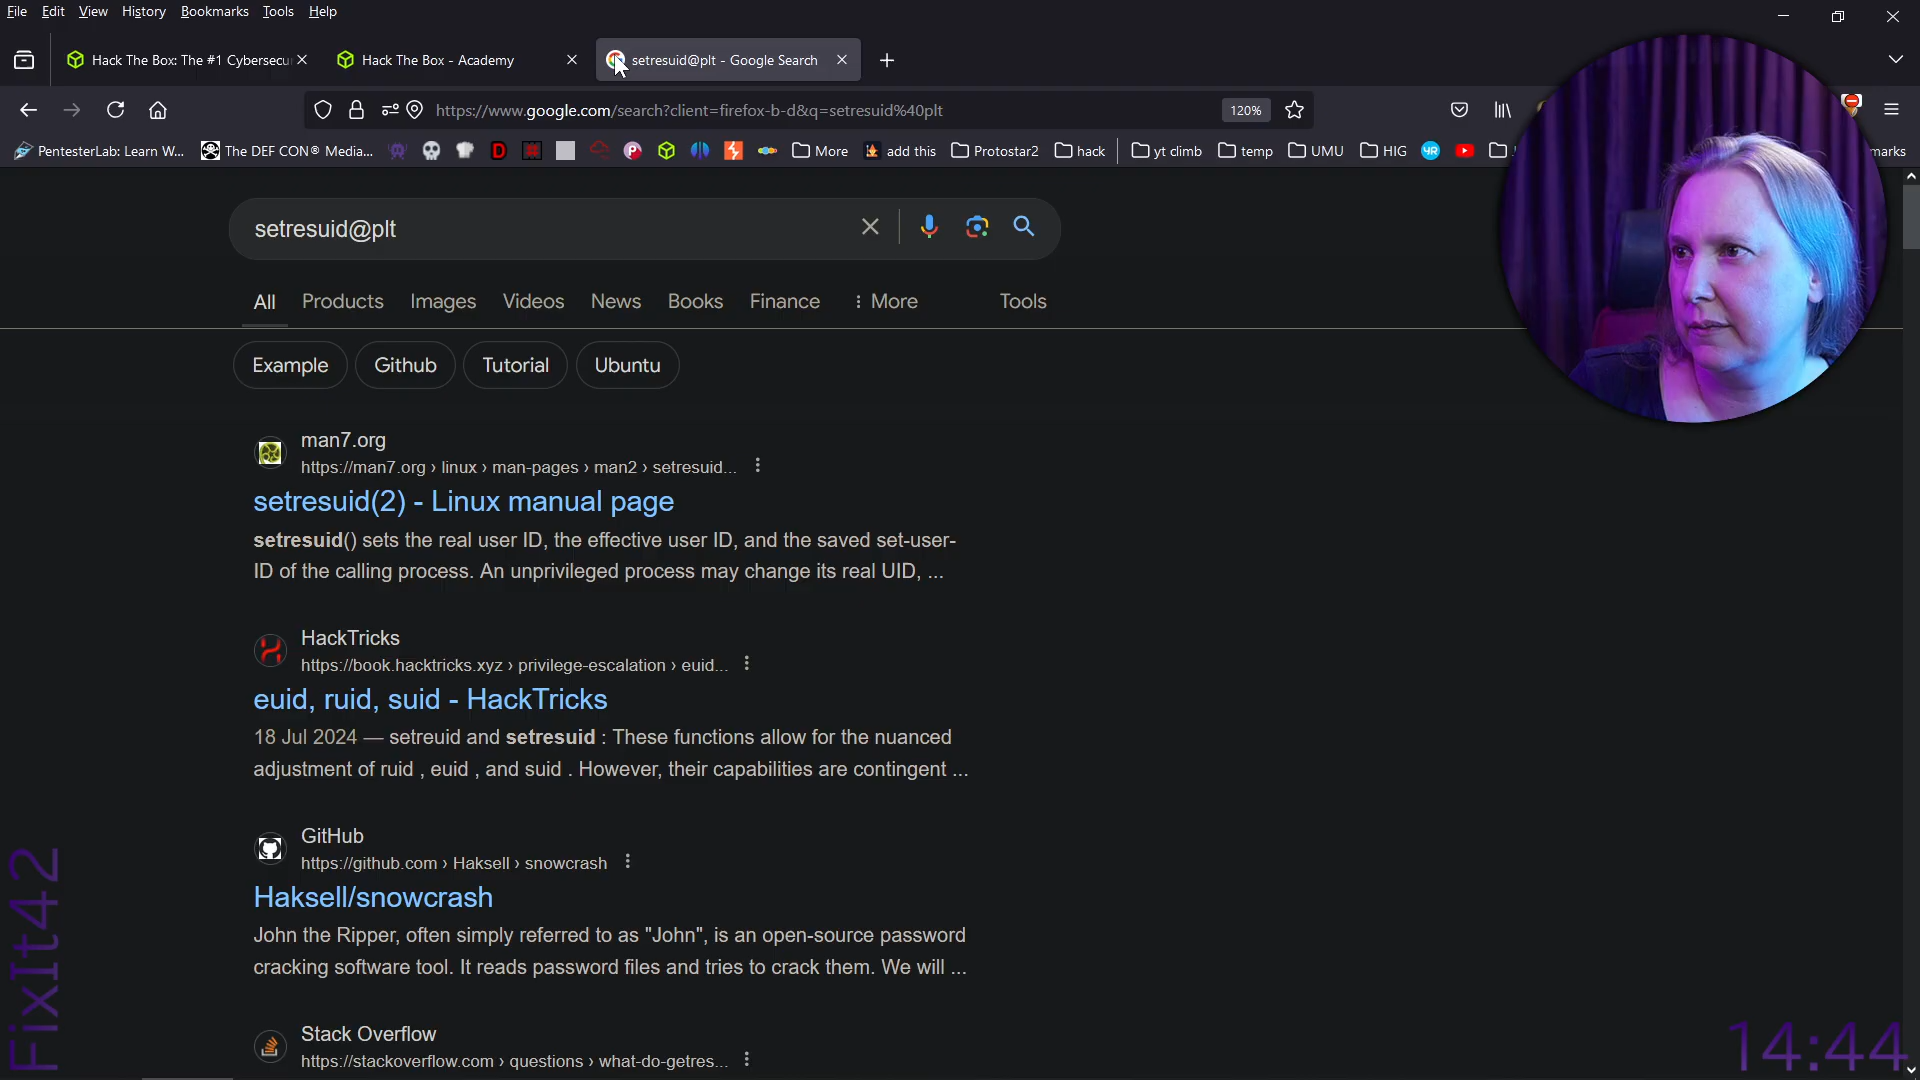 File Edit View History Bookmarks Tools Help
Hack The Box: The #1 Cybersecu
Hack The Box - Academy
setresuid@plt - Google Search
https://www.google.com/search?client=firefox-b-d&q=setresuid%40plt
120%
PentesterLab: Learn W...
The DEF CON® Media...
More
add this
Protostar2
hack
yt climb
temp
UMU
HIG
marks
setresuid@plt
All Products Images Videos News Books Finance More Tools
Example Github Tutorial Ubuntu
man7.org
https://man7.org › linux › man-pages › man2 › setresuid...
setresuid(2) - Linux manual page
setresuid() sets the real user ID, the effective user ID, and the saved set-user-
ID of the calling process. An unprivileged process may change its real UID, ...
HackTricks
https://book.hacktricks.xyz › privilege-escalation › euid...
euid, ruid, suid - HackTricks
18 Jul 2024 — setreuid and setresuid : These functions allow for the nuanced
adjustment of ruid , euid , and suid . However, their capabilities are contingent ...
GitHub
https://github.com › Haksell › snowcrash
Haksell/snowcrash
John the Ripper, often simply referred to as "John", is an open-source password
cracking software tool. It reads password files and tries to crack them. We will ...
Stack Overflow
https://stackoverflow.com › questions › what-do-getres...
FixIt42
14:44